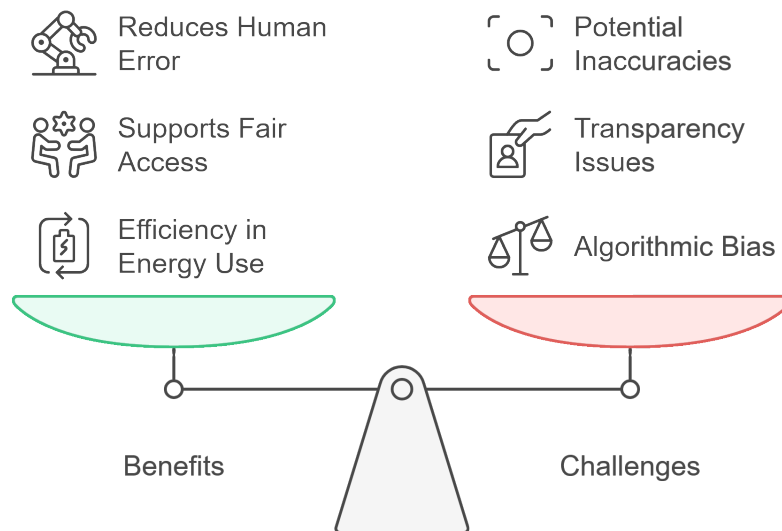 Reduces Human
Error
Supports Fair
Access
Efficiency in
Energy Use
Benefits
Potential
Inaccuracies
Transparency
Issues
Algorithmic Bias
Challenges